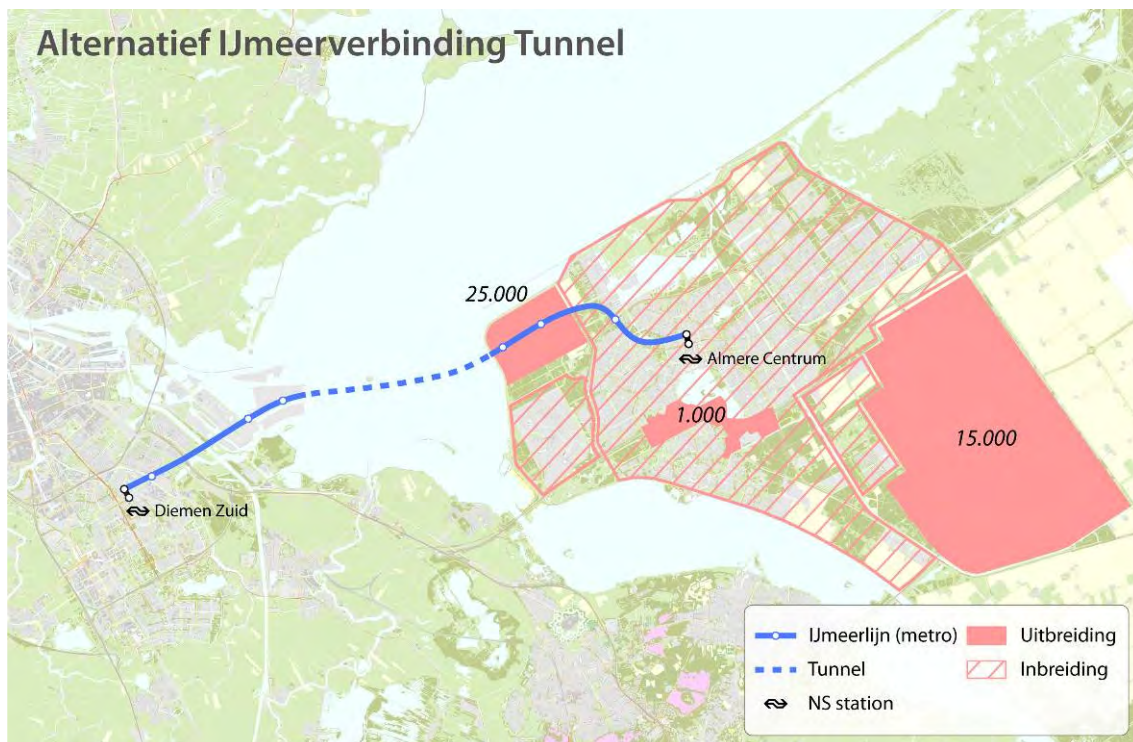 Alternatief IJmeerverbinding Tunnel
25.000
Almere Centrum
1.000
15.000
Diemen Zuid
IJmeerlijn (metro)
Uitbreiding
Tunnel
Inbreiding
NS station